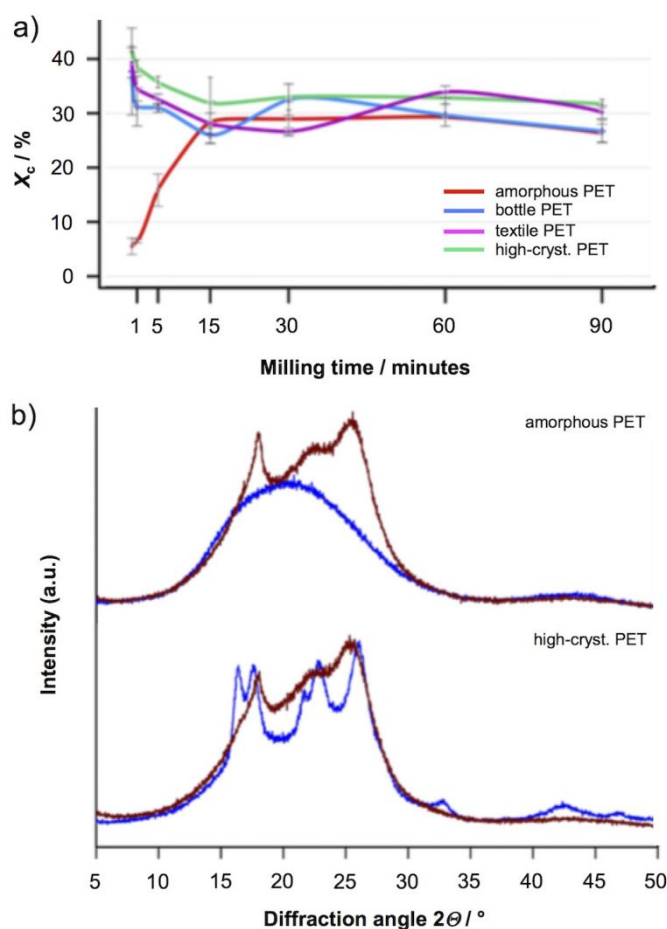 a)
40
30
20
10
0
X_c / %
amorphous PET
bottle PET
textile PET
high-cryst. PET
1 5 15 30 60 90
Milling time / minutes
b)
amorphous PET
Intensity (a.u.)
high-cryst. PET
5 10 15 20 25 30 35 40 45 50
Diffraction angle 2Θ / °